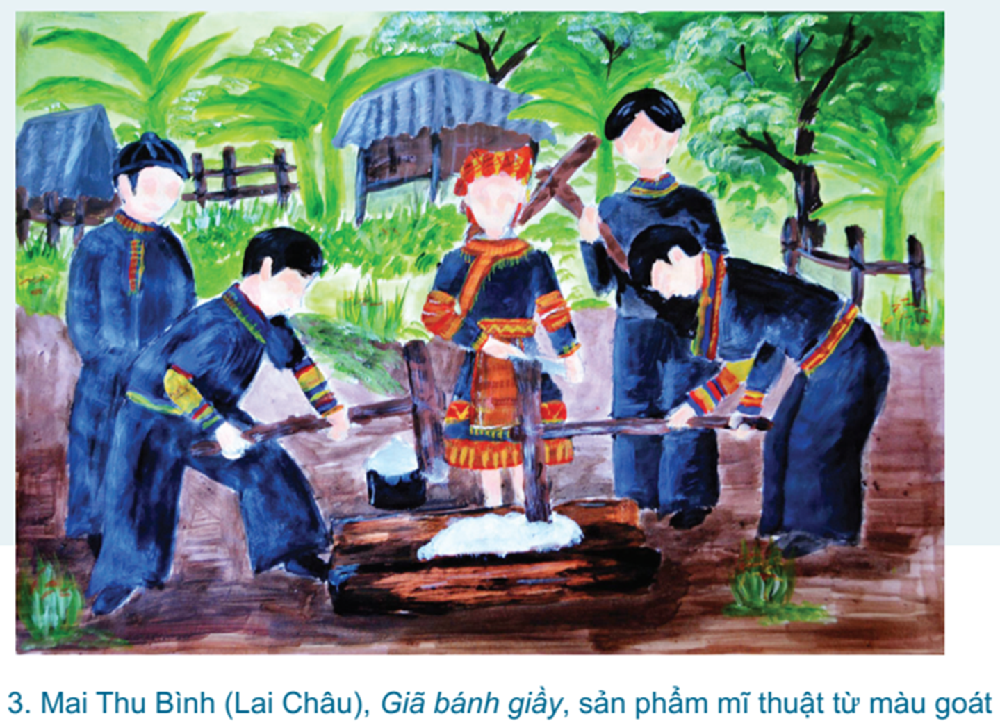 3. Mai Thu Bình (Lai Châu), Giã bánh giầy, sản phẩm mĩ thuật từ màu goát